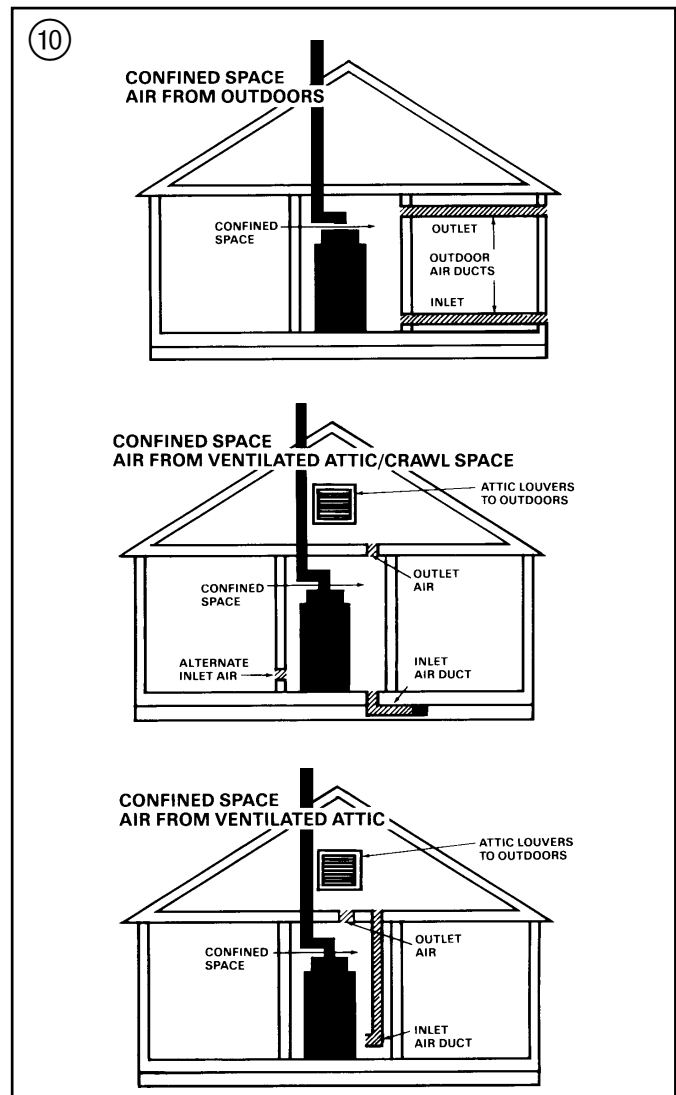 10
CONFINED SPACE
AIR FROM OUTDOORS
CONFINED
SPACE
OUTLET
OUTDOOR
AIR DUCTS
INLET
CONFINED SPACE
AIR FROM VENTILATED ATTIC/CRAWL SPACE
ATTIC LOUVERS
TO OUTDOORS
OUTLET
AIR
CONFINED
SPACE
ALTERNATE
INLET AIR
INLET
AIR DUCT
CONFINED SPACE
AIR FROM VENTILATED ATTIC
ATTIC LOUVERS
TO OUTDOORS
OUTLET
AIR
CONFINED
SPACE
INLET
AIR DUCT